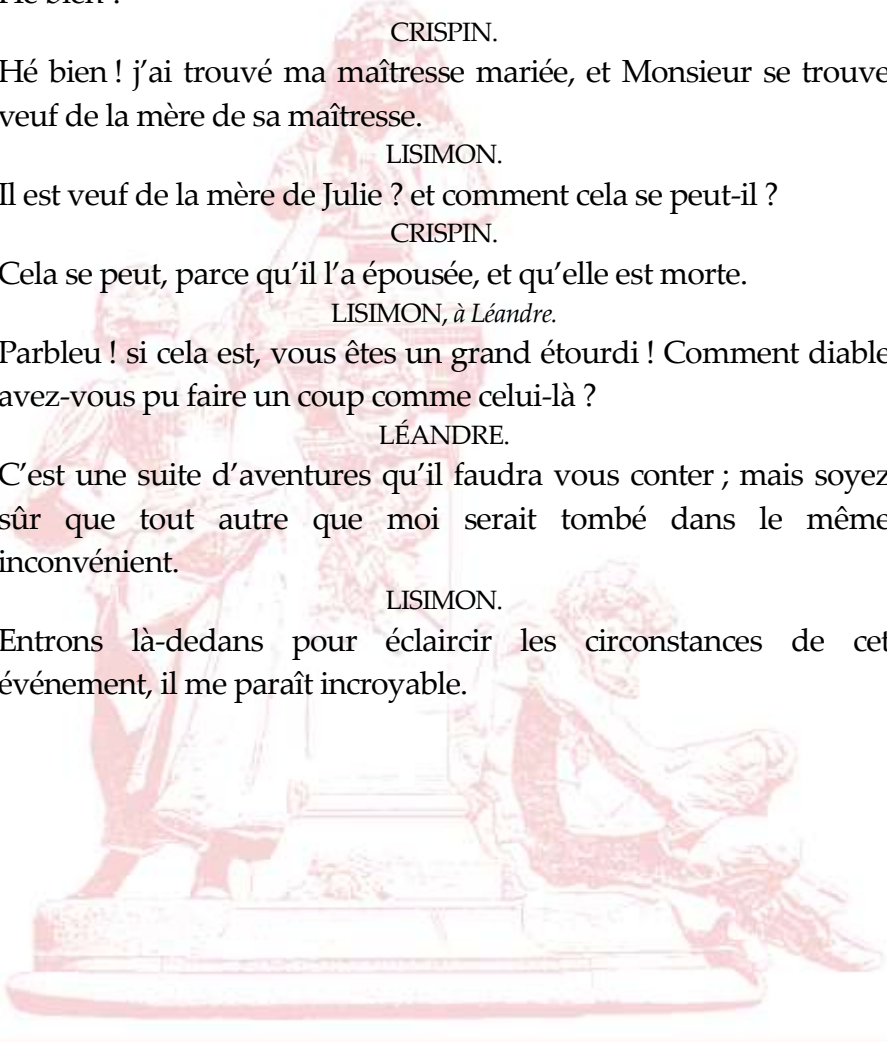 Hé bien !
CRISPIN.
Hé bien ! j’ai trouvé ma maîtresse mariée, et Monsieur se trouve
veuf de la mère de sa maîtresse.
LISIMON.
Il est veuf de la mère de Julie ? et comment cela se peut-il ?
CRISPIN.
Cela se peut, parce qu’il l’a épousée, et qu’elle est morte.
LISIMON, à Léandre.
Parbleu ! si cela est, vous êtes un grand étourdi ! Comment diable
avez-vous pu faire un coup comme celui-là ?
LÉANDRE.
C’est une suite d’aventures qu’il faudra vous conter ; mais soyez
sûr que tout autre que moi serait tombé dans le même
inconvénient.
LISIMON.
Entrons là-dedans pour éclaircir les circonstances de cet
événement, il me paraît incroyable.